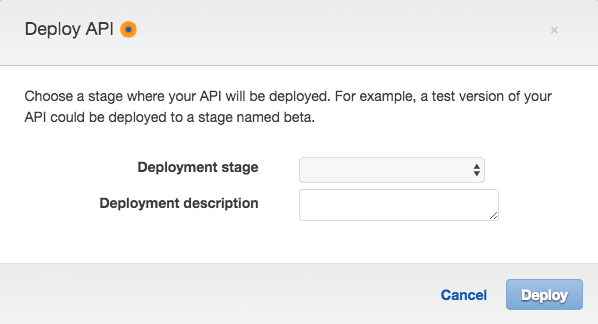 Deploy API
×
Choose a stage where your API will be deployed. For example, a test version of your
API could be deployed to a stage named beta.
Deployment stage
Deployment description
Cancel Deploy